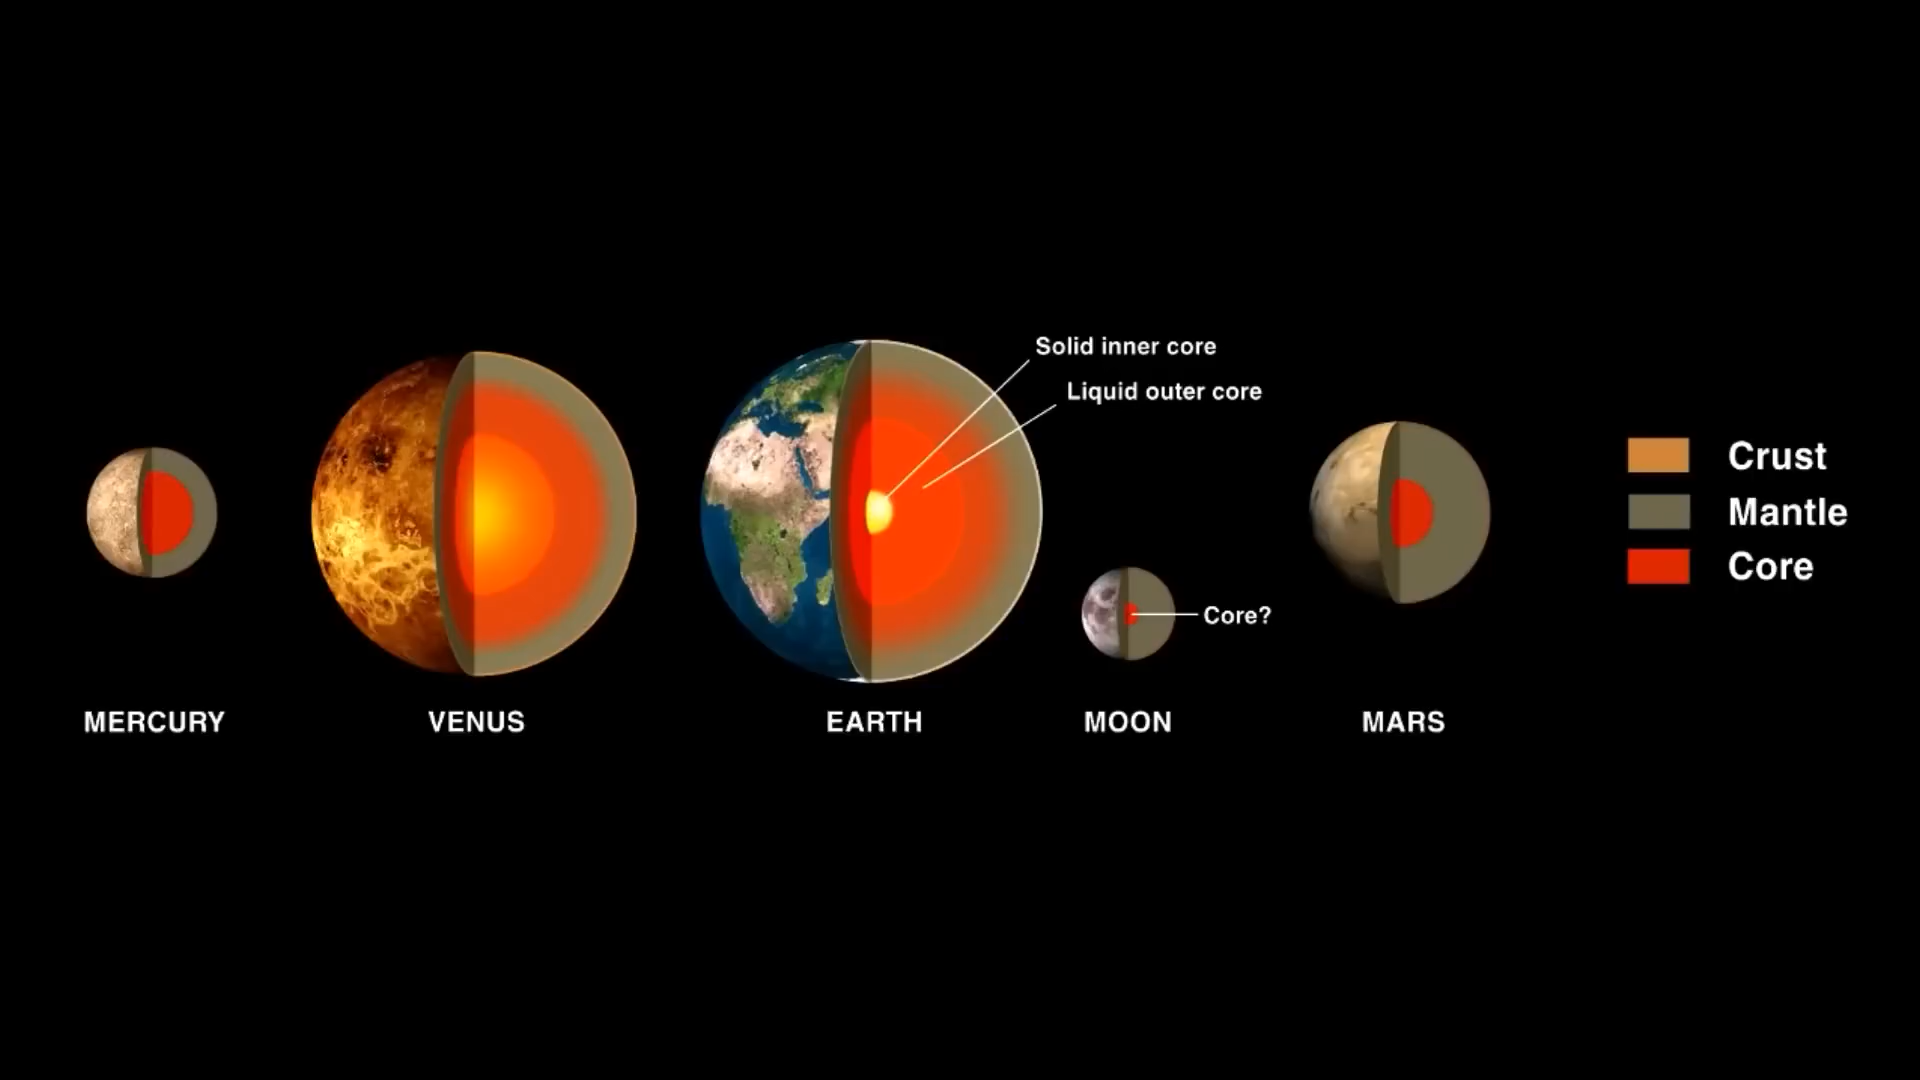 Solid inner core
Liquid outer core
Core?
MERCURY
VENUS
EARTH
MOON
MARS
Crust
Mantle
Core